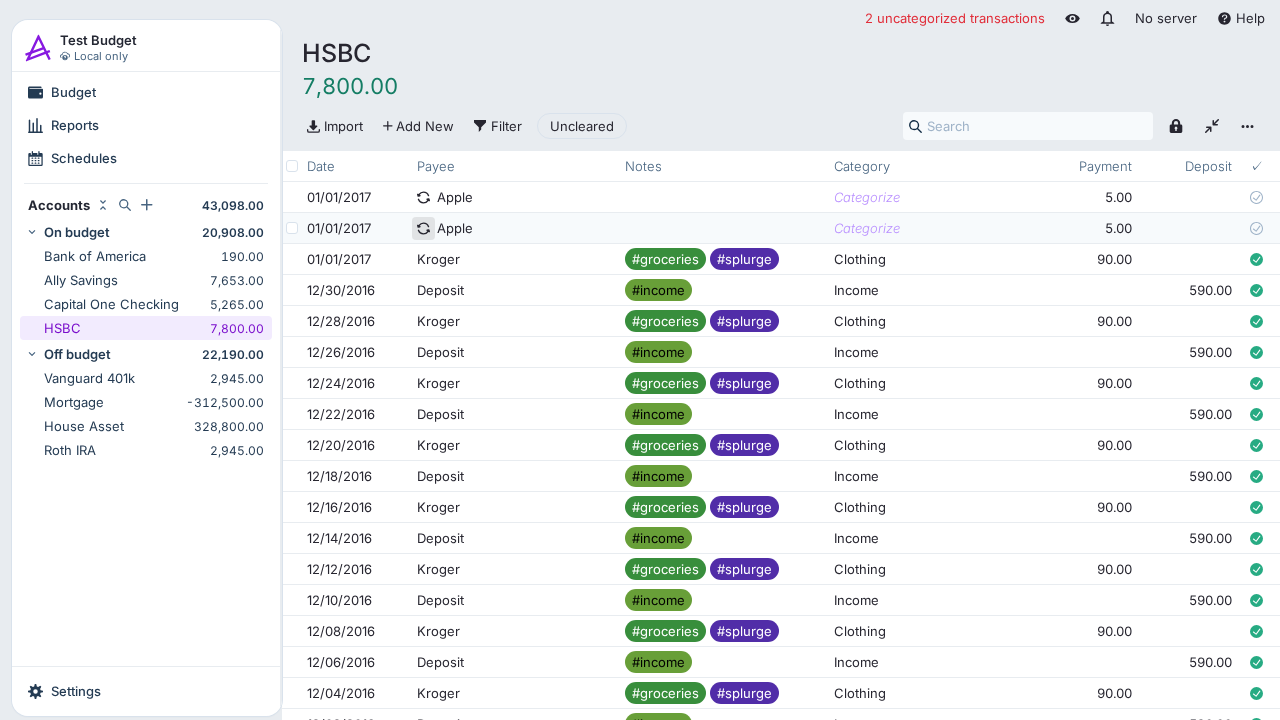 2 uncategorized transactions No server Help
Test Budget
Local only
Budget
Reports
Schedules
Accounts 43,098.00
On budget 20,908.00
Bank of America 190.00
Ally Savings 7,653.00
Capital One Checking 5,265.00
HSBC 7,800.00
Off budget 22,190.00
Vanguard 401k 2,945.00
Mortgage -312,500.00
House Asset 328,800.00
Roth IRA 2,945.00
Settings
HSBC
7,800.00
Import Add New Filter Uncleared Search
Date Payee Notes Category Payment Deposit ✓
01/01/2017 Apple Categorize 5.00
01/01/2017 Apple Categorize 5.00
01/01/2017 Kroger #groceries #splurge Clothing 90.00
12/30/2016 Deposit #income Income 590.00
12/28/2016 Kroger #groceries #splurge Clothing 90.00
12/26/2016 Deposit #income Income 590.00
12/24/2016 Kroger #groceries #splurge Clothing 90.00
12/22/2016 Deposit #income Income 590.00
12/20/2016 Kroger #groceries #splurge Clothing 90.00
12/18/2016 Deposit #income Income 590.00
12/16/2016 Kroger #groceries #splurge Clothing 90.00
12/14/2016 Deposit #income Income 590.00
12/12/2016 Kroger #groceries #splurge Clothing 90.00
12/10/2016 Deposit #income Income 590.00
12/08/2016 Kroger #groceries #splurge Clothing 90.00
12/06/2016 Deposit #income Income 590.00
12/04/2016 Kroger #groceries #splurge Clothing 90.00